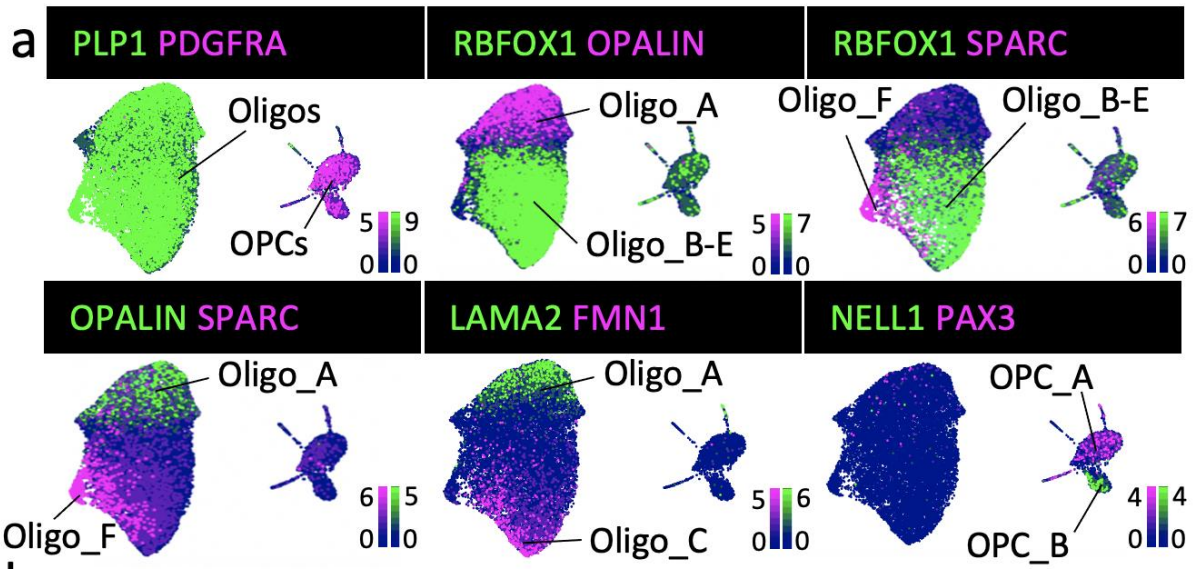 a
PLP1 PDGFRA
RBFOX1 OPALIN
RBFOX1 SPARC
Oligos
OPCs
5 9
0 0
Oligo_A
Oligo_B-E
5 7
0 0
Oligo_F
Oligo_B-E
6 7
0 0
OPALIN SPARC
LAMA2 FMN1
NELL1 PAX3
Oligo_A
Oligo_F
6 5
0 0
Oligo_A
Oligo_C
5 6
0 0
OPC_A
OPC_B
4 4
0 0